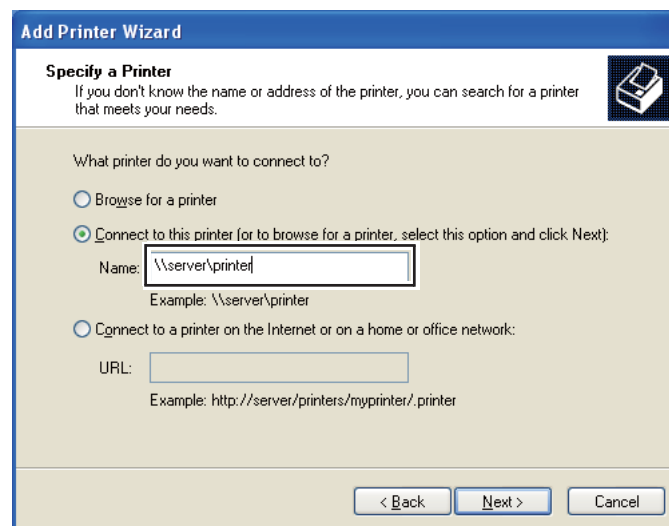 Add Printer Wizard
Specify a Printer
If you don't know the name or address of the printer, you can search for a printer
that meets your needs.
What printer do you want to connect to?
Browse for a printer
Connect to this printer (or to browse for a printer, select this option and click Next):
Name: \\server\printer
Example: \\server\printer
Connect to a printer on the Internet or on a home or office network:
URL:
Example: http://server/printers/myprinter/.printer
< Back Next > Cancel